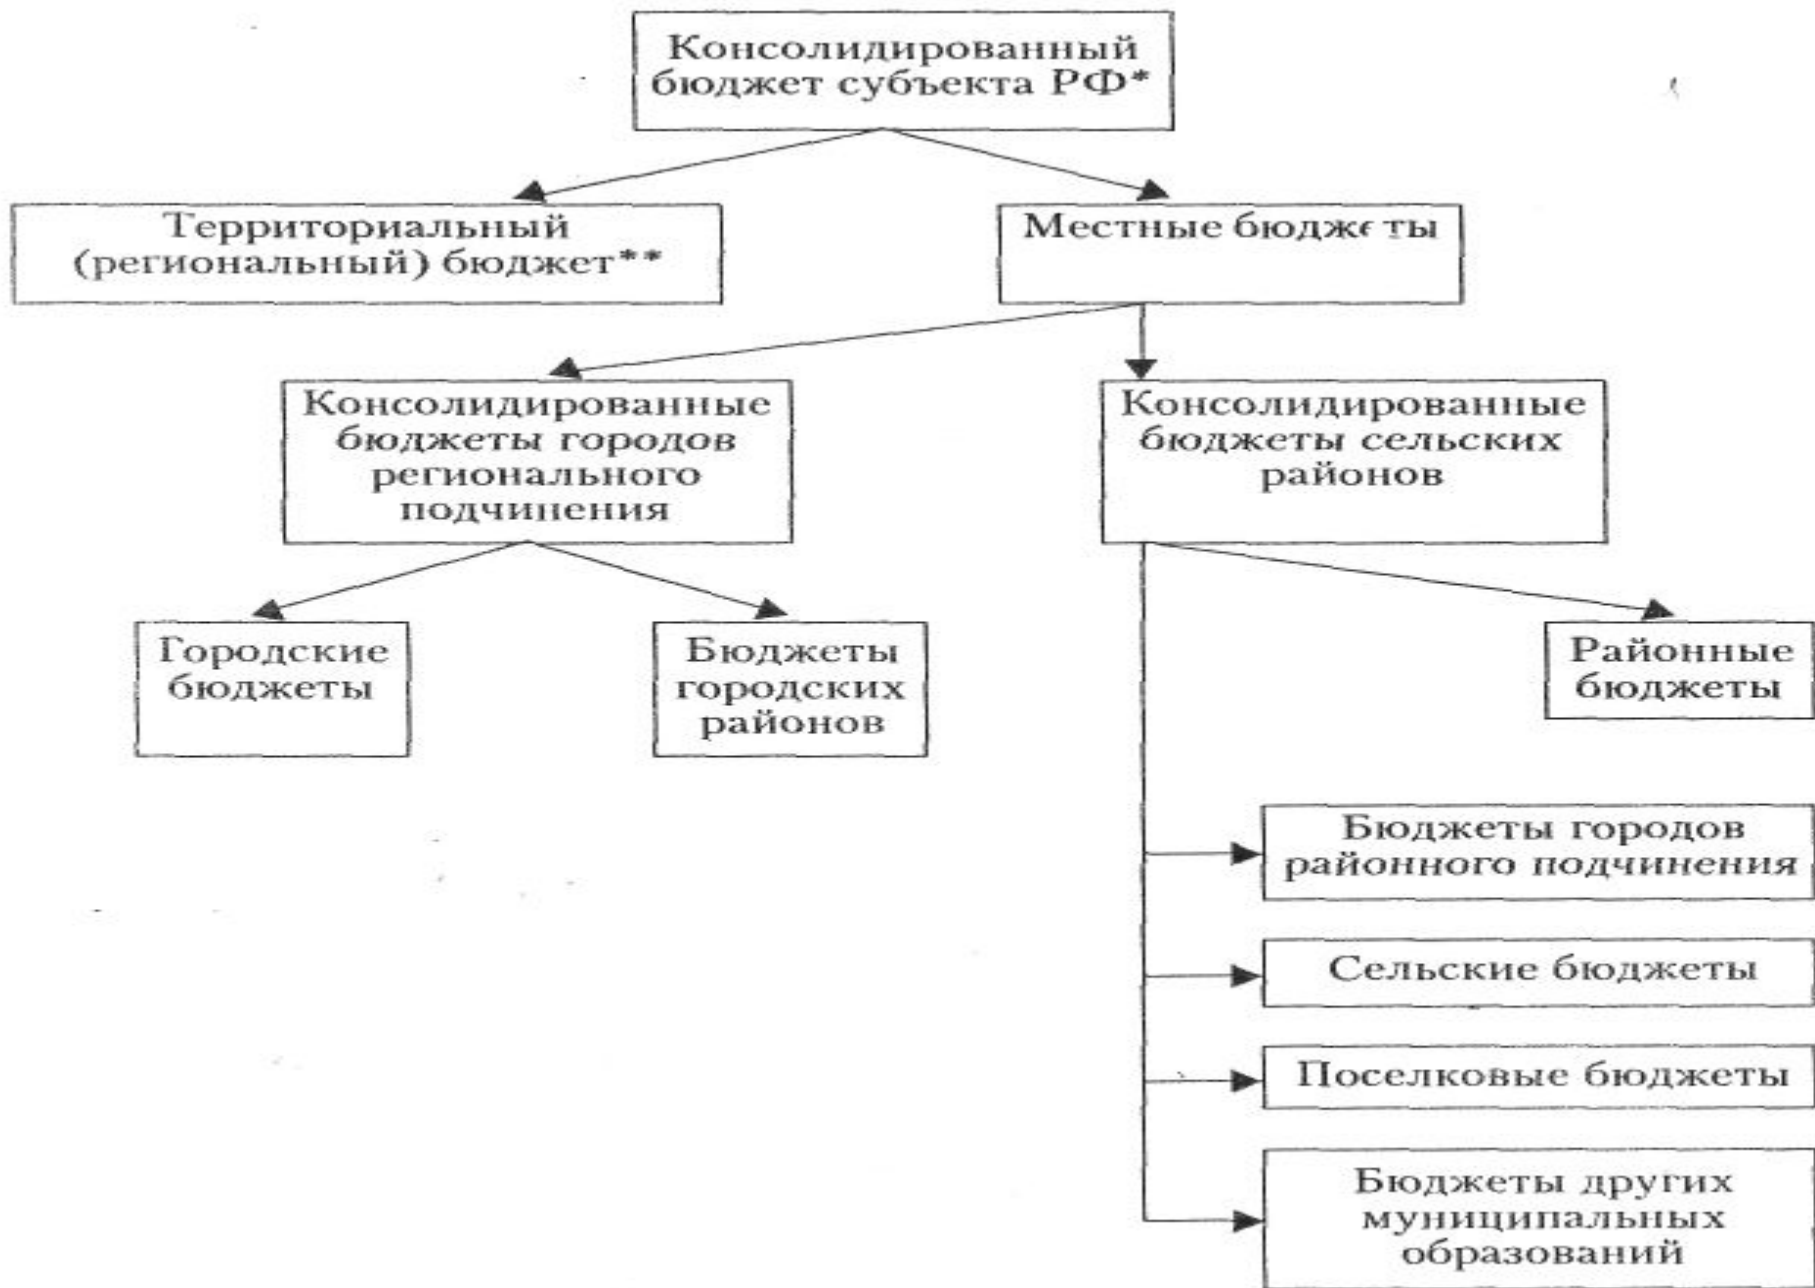 Консолидированный
бюджет субъекта РФ*
Территориальный
(региональный) бюджет**
Местные бюджеты
Консолидированные
бюджеты городов
регионального
подчинения
Консолидированные
бюджеты сельских
районов
Городские
бюджеты
Бюджеты
городских
районов
Районные
бюджеты
Бюджеты городов
районного подчинения
Сельские бюджеты
Поселковые бюджеты
Бюджеты других
муниципальных
образований